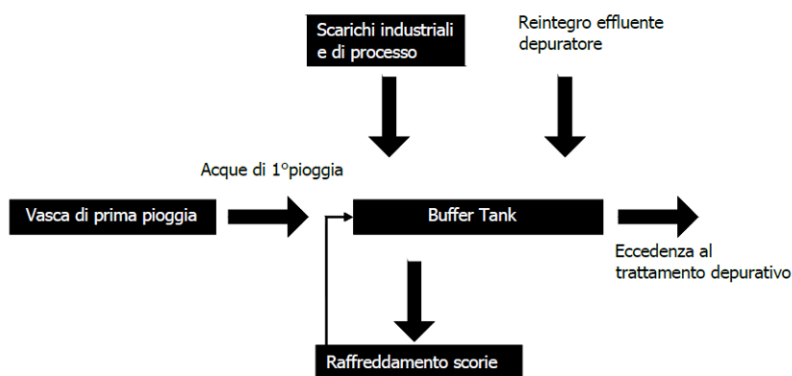 Scarichi industriali
e di processo
Reintegro effluente
depuratore
Acque di 1°pioggia
Vasca di prima pioggia
Buffer Tank
Eccedenza al
trattamento depurativo
Raffreddamento scorie